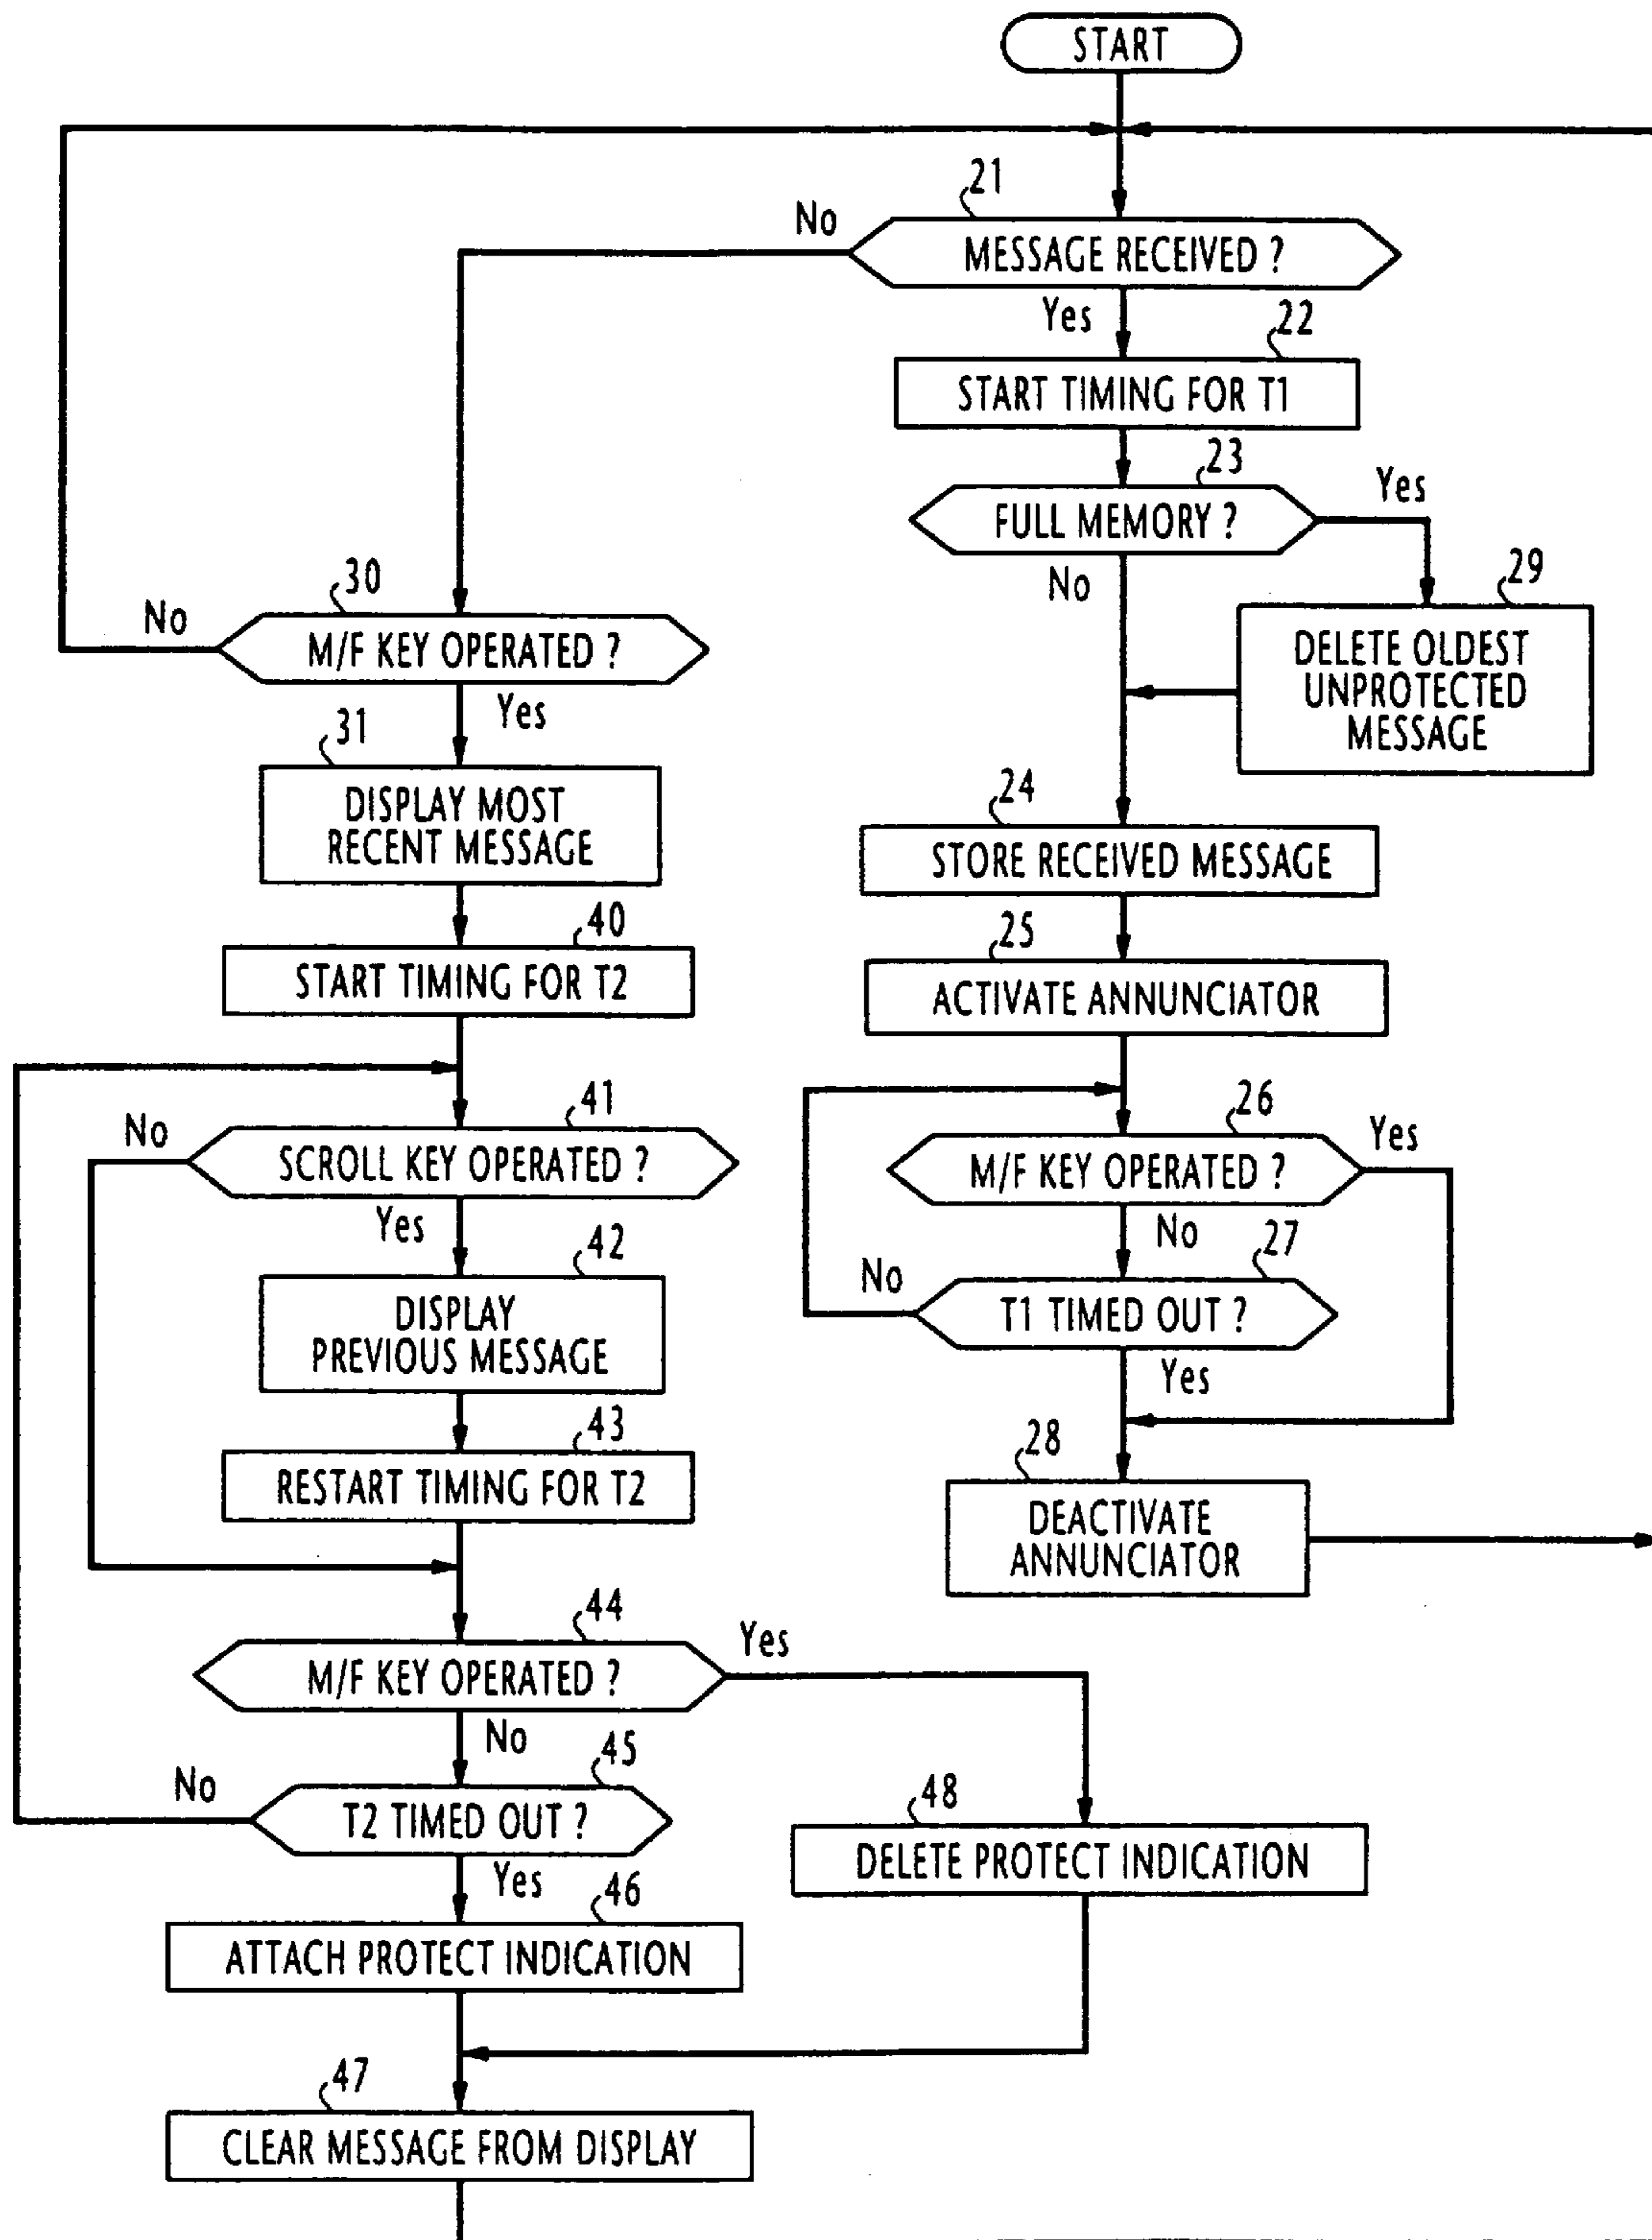 START
21
No
MESSAGE RECEIVED ?
Yes
22
START TIMING FOR T1
23
Yes
FULL MEMORY ?
No
29
DELETE OLDEST
UNPROTECTED
MESSAGE
30
No
M/F KEY OPERATED ?
Yes
31
DISPLAY MOST
RECENT MESSAGE
24
STORE RECEIVED MESSAGE
40
START TIMING FOR T2
25
ACTIVATE ANNUNCIATOR
41
No
SCROLL KEY OPERATED ?
Yes
26
Yes
M/F KEY OPERATED ?
No
42
DISPLAY
PREVIOUS MESSAGE
27
No
T1 TIMED OUT ?
Yes
43
RESTART TIMING FOR T2
28
DEACTIVATE
ANNUNCIATOR
44
Yes
M/F KEY OPERATED ?
No
45
No
T2 TIMED OUT ?
Yes
48
DELETE PROTECT INDICATION
46
ATTACH PROTECT INDICATION
47
CLEAR MESSAGE FROM DISPLAY